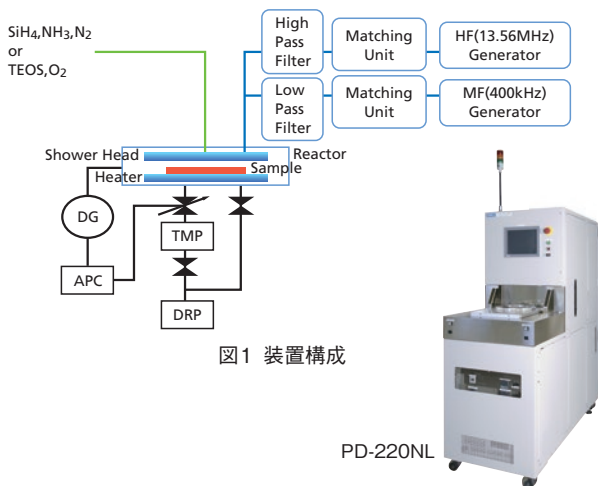 SiH4,NH3,N2
or
TEOS,O2
High
Pass
Filter
Matching
Unit
HF(13.56MHz)
Generator
Low
Pass
Filter
Matching
Unit
MF(400kHz)
Generator
Shower Head
Reactor
Sample
Heater
DG
TMP
APC
DRP
図1 装置構成
PD-220NL